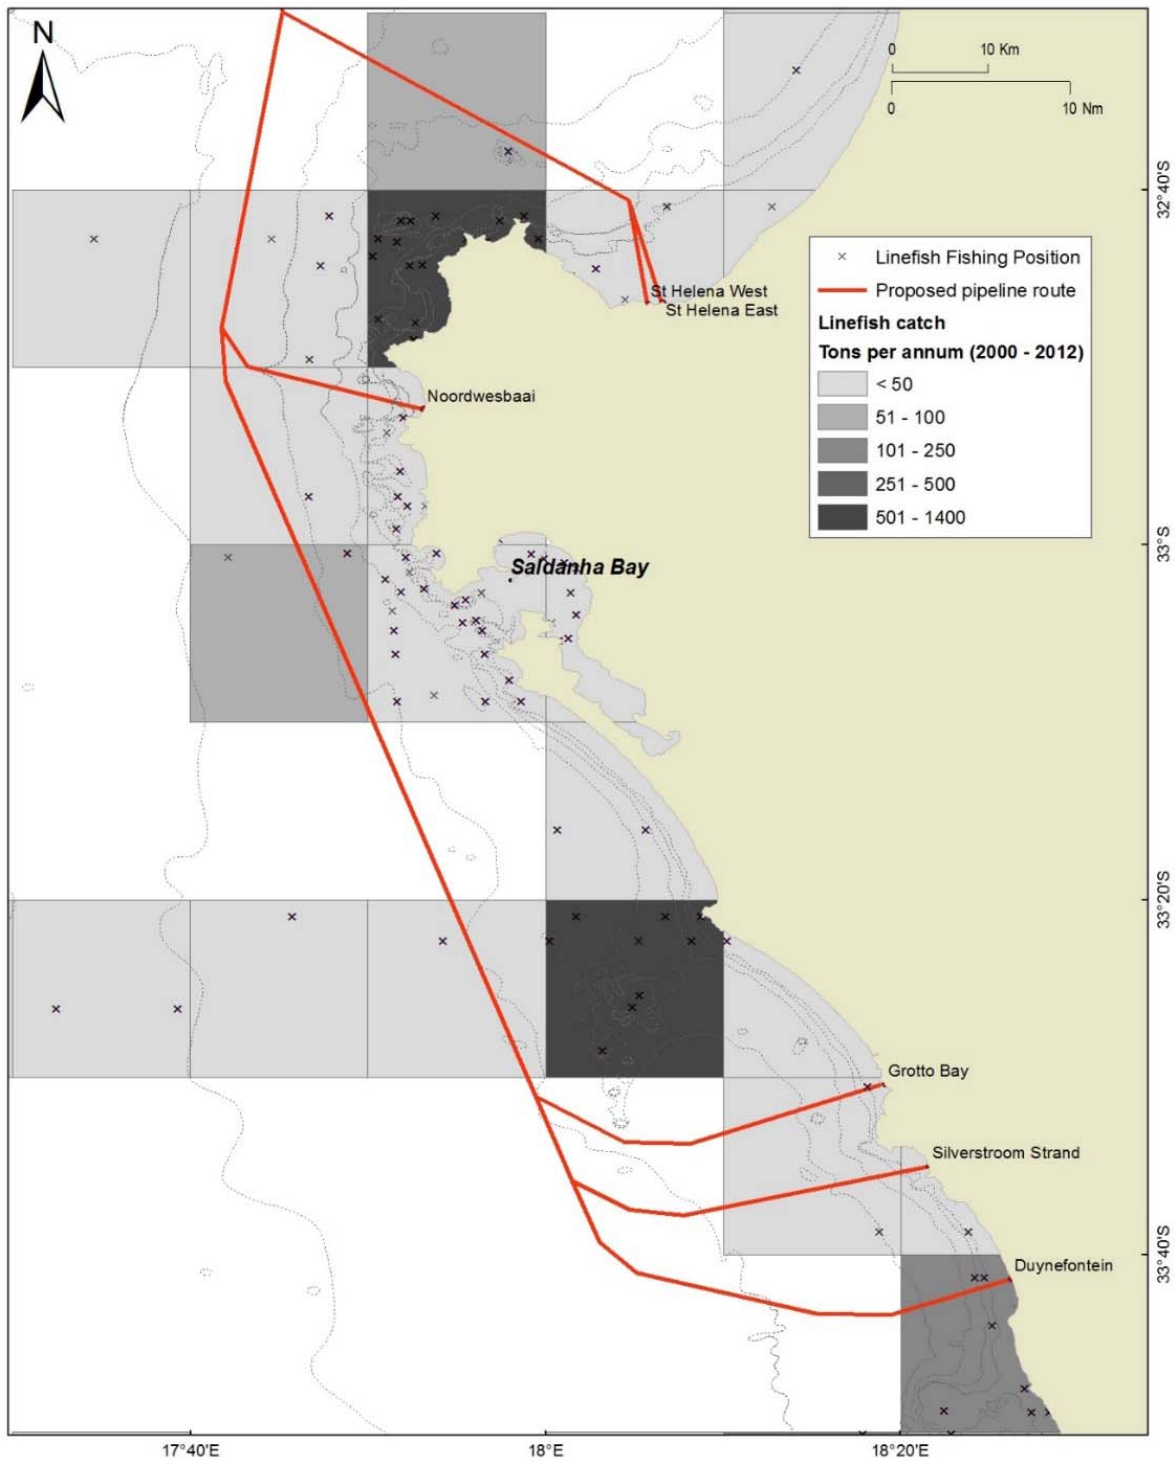 N
0 10 Km
0 10 Nm
32°40'S
Linefish Fishing Position
Proposed pipeline route
Linefish catch
Tons per annum (2000 - 2012)
< 50
51 - 100
101 - 250
251 - 500
501 - 1400
St Helena West
St Helena East
Noordwesbaai
33°S
Saldanha Bay
33°20'S
Grotto Bay
Silverstroom Strand
33°40'S
Duynefontein
17°40'E 18°E 18°20'E